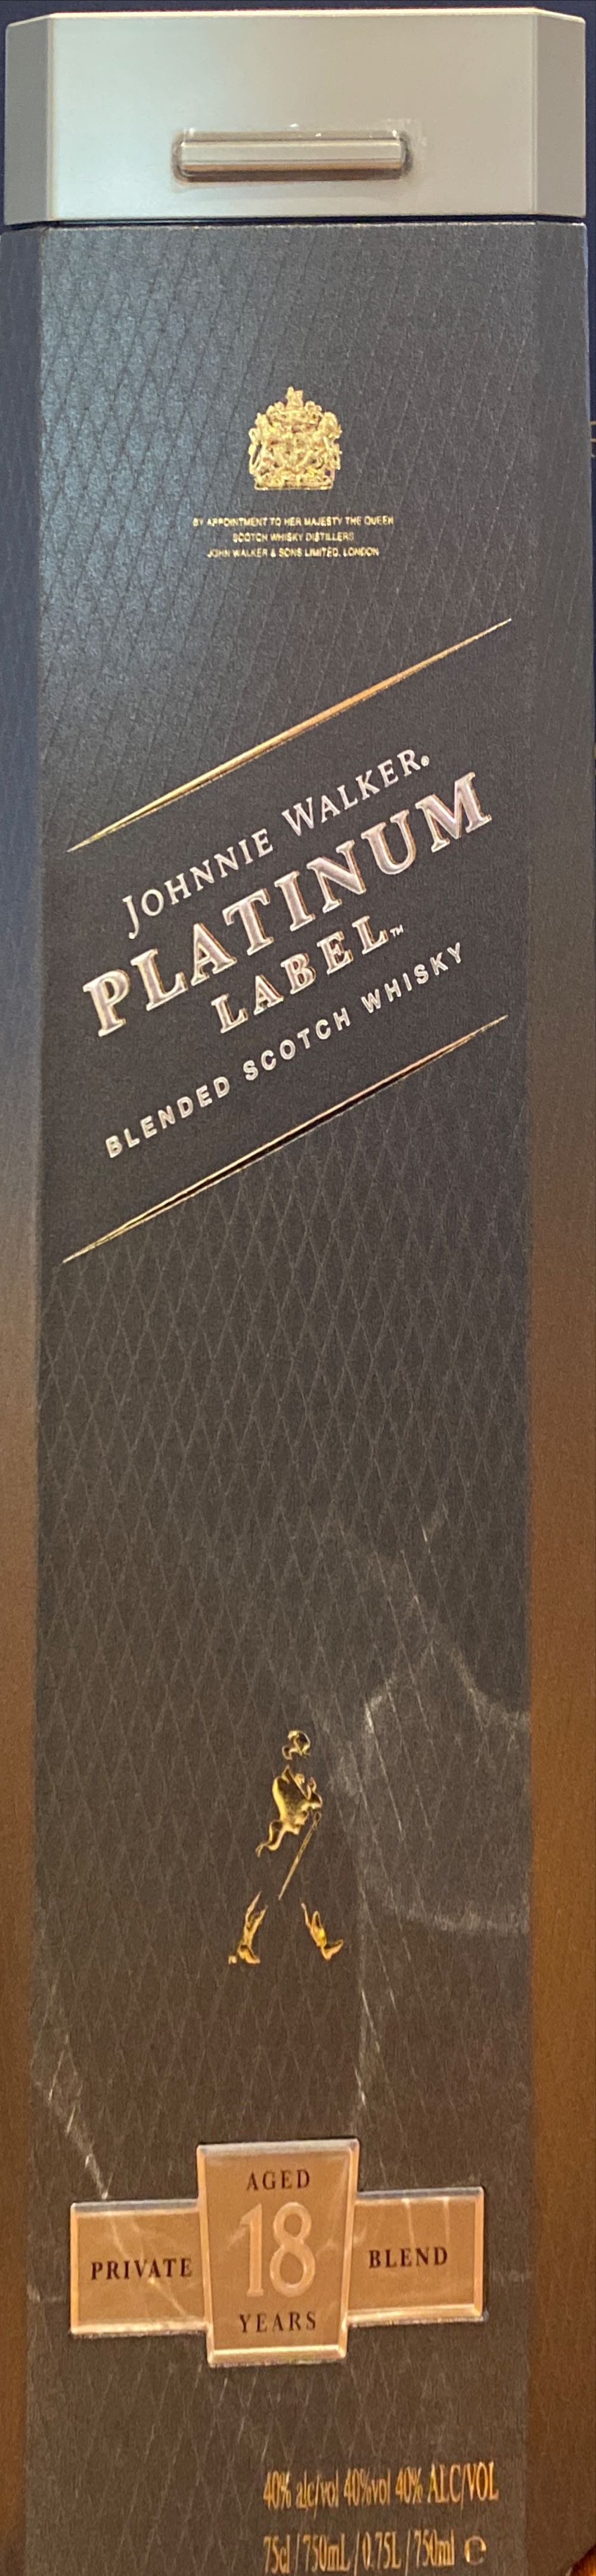 BY APPOINTMENT TO HER MAJESTY THE QUEEN
SCOTCH WHISKY DISTILLERS
JOHN WALKER & SONS LIMITED, LONDON
JOHNNIE WALKER®
PLATINUM
LABEL™
BLENDED SCOTCH WHISKY
AGED
PRIVATE 18 BLEND
YEARS
40% alc/vol 40%vol 40% ALC/VOL
75cl / 750mL / 0.75L / 750ml ℮